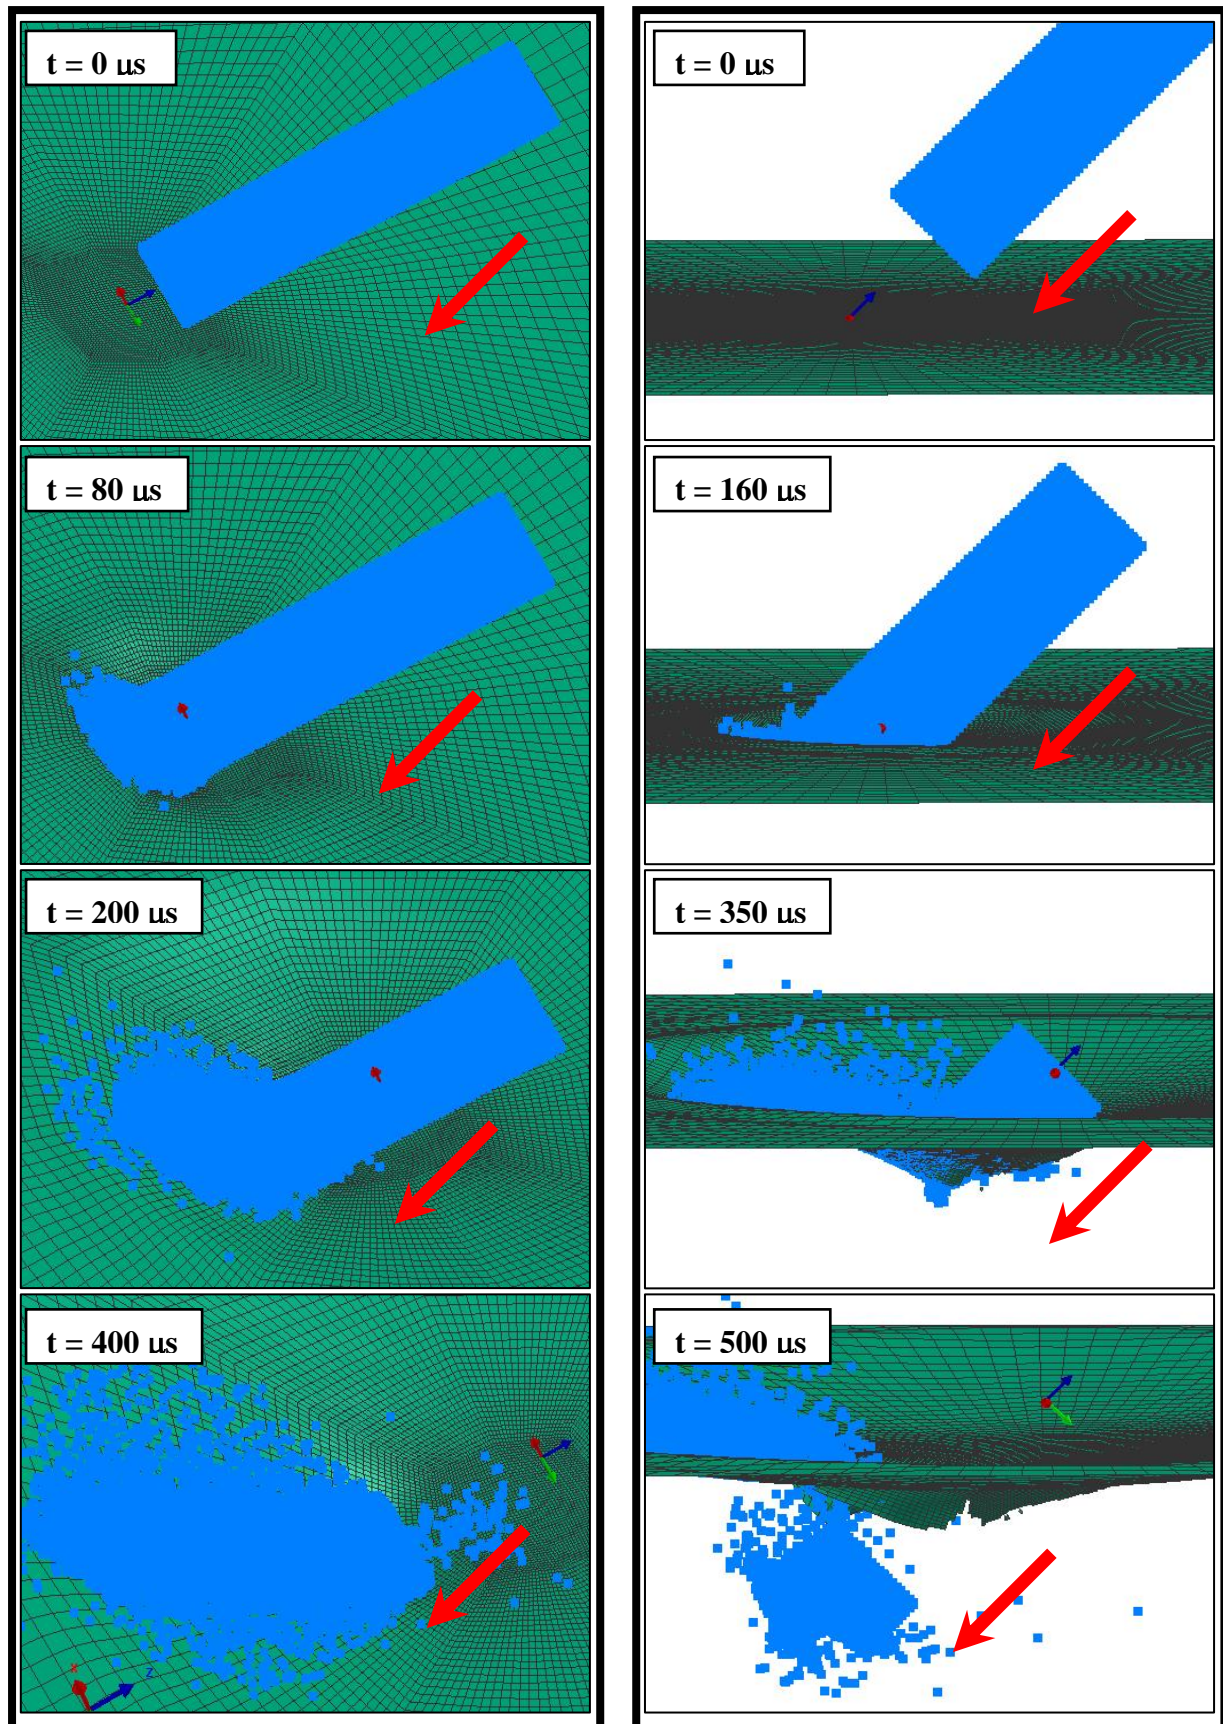 t = 0 μs
t = 80 μs
t = 200 μs
t = 400 μs
x
z
t = 0 μs
t = 160 μs
t = 350 μs
t = 500 μs